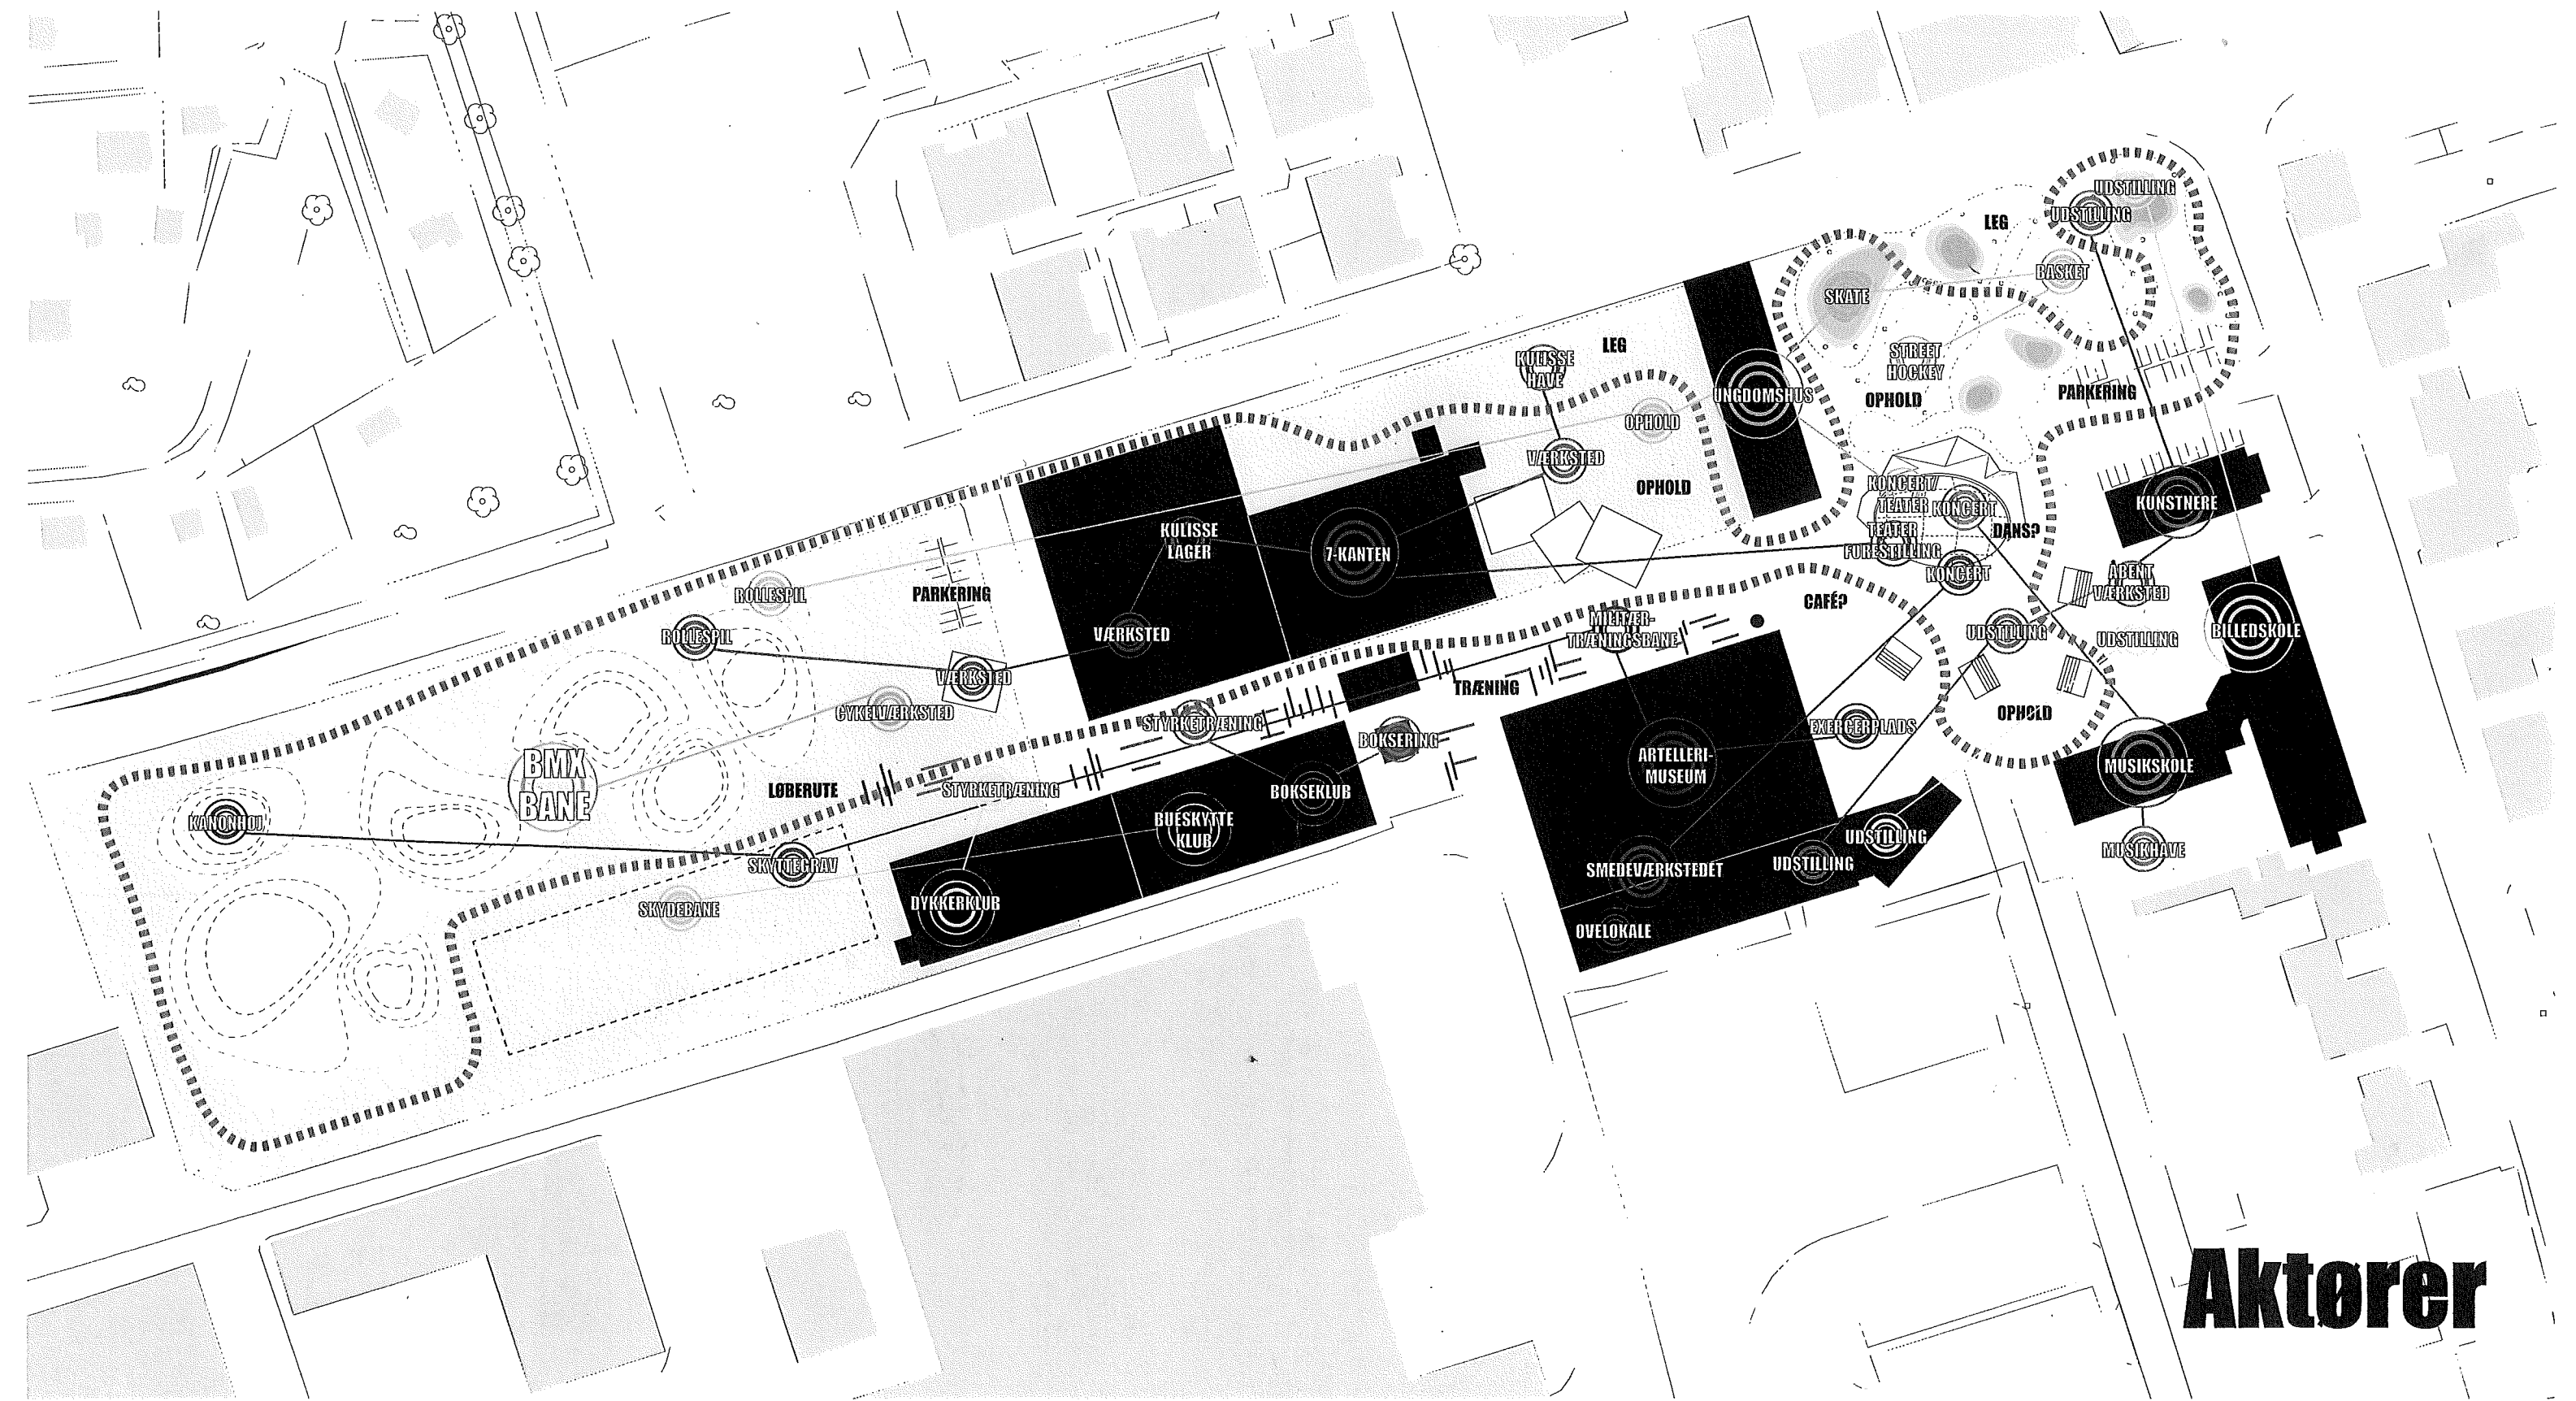 UDSTILLING
UDSTILLING
LEG
BASKET
SKATE
LEG
KULISSE
HAVE
STREET
HOCKEY
UNGDOMSHUS
PARKERING
OPHOLD
OPHOLD
VÆRKSTED
OPHOLD
KONCERT/
TEATER
KONCERT
KUNSTNERE
TEATER
FORESTILLING
DANS?
KULISSE
LAGER
7-KANTEN
KONCERT
ÅBENT
VÆRKSTED
ROLLESPIL
PARKERING
CAFÉ?
ROLLESPIL
VÆRKSTED
MILITÆR-
TRÆNINGSBANE
UDSTILLING
UDSTILLING
BILLEDSKOLE
VÆRKSTED
TRÆNING
CYKELVÆRKSTED
STYRKETRÆNING
BOKSERING
EXERCERPLADS
OPHOLD
BMX
BANE
ARTELLERI-
MUSEUM
MUSIKSKOLE
LØBERUTE
STYRKETRÆNING
BOKSEKLUB
KANONHØJ
BUESKYTTE
KLUB
UDSTILLING
MUSIKHAVE
SKYTTEGRAV
SMEDEVÆRKSTEDET
UDSTILLING
SKYDEBANE
DYKKERKLUB
ØVELOKALE
Aktører